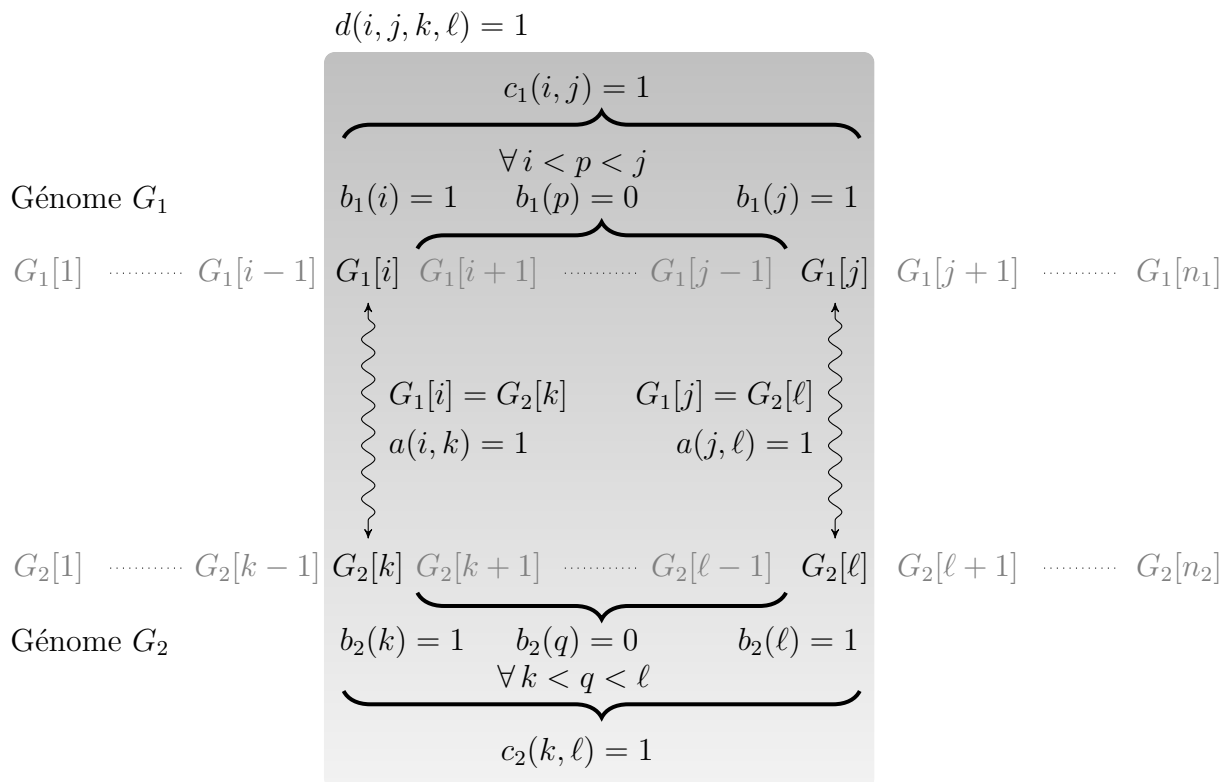 d(i, j, k, ℓ) = 1
c₁(i, j) = 1
∀ i < p < j
Génome G₁ b₁(i) = 1 b₁(p) = 0 b₁(j) = 1
G₁[1] G₁[i − 1] G₁[i] G₁[i + 1] G₁[j − 1] G₁[j] G₁[j + 1] G₁[n₁]
G₁[i] = G₂[k] G₁[j] = G₂[ℓ]
a(i, k) = 1 a(j, ℓ) = 1
G₂[1] G₂[k − 1] G₂[k] G₂[k + 1] G₂[ℓ − 1] G₂[ℓ] G₂[ℓ + 1] G₂[n₂]
Génome G₂ b₂(k) = 1 b₂(q) = 0 b₂(ℓ) = 1
∀ k < q < ℓ
c₂(k, ℓ) = 1